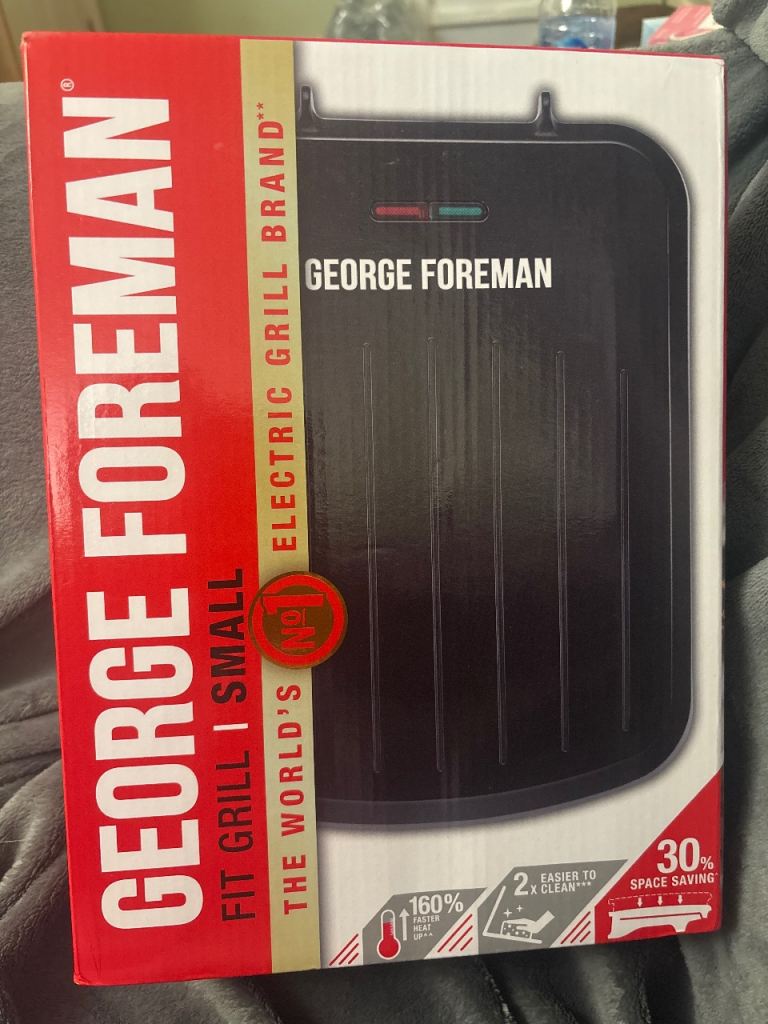 GEORGE FOREMAN®
FIT GRILL | SMALL
THE WORLD'S Nº1 ELECTRIC GRILL BRAND**
GEORGE FOREMAN
160%
FASTER
HEAT
UP^^
2x EASIER TO
CLEAN***
30%
SPACE SAVING^